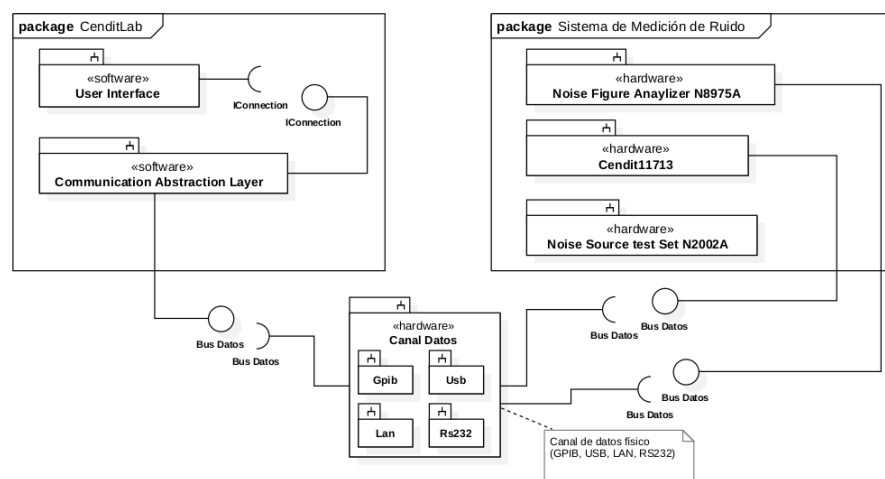 package CenditLab
«software»
User Interface
IConnection
IConnection
«software»
Communication Abstraction Layer
package Sistema de Medición de Ruido
«hardware»
Noise Figure Anaylizer N8975A
«hardware»
Cendit11713
«hardware»
Noise Source test Set N2002A
Bus Datos
Bus Datos
«hardware»
Canal Datos
Gpib
Usb
Lan
Rs232
Bus Datos
Bus Datos
Bus Datos
Bus Datos
Canal de datos físico
(GPIB, USB, LAN, RS232)